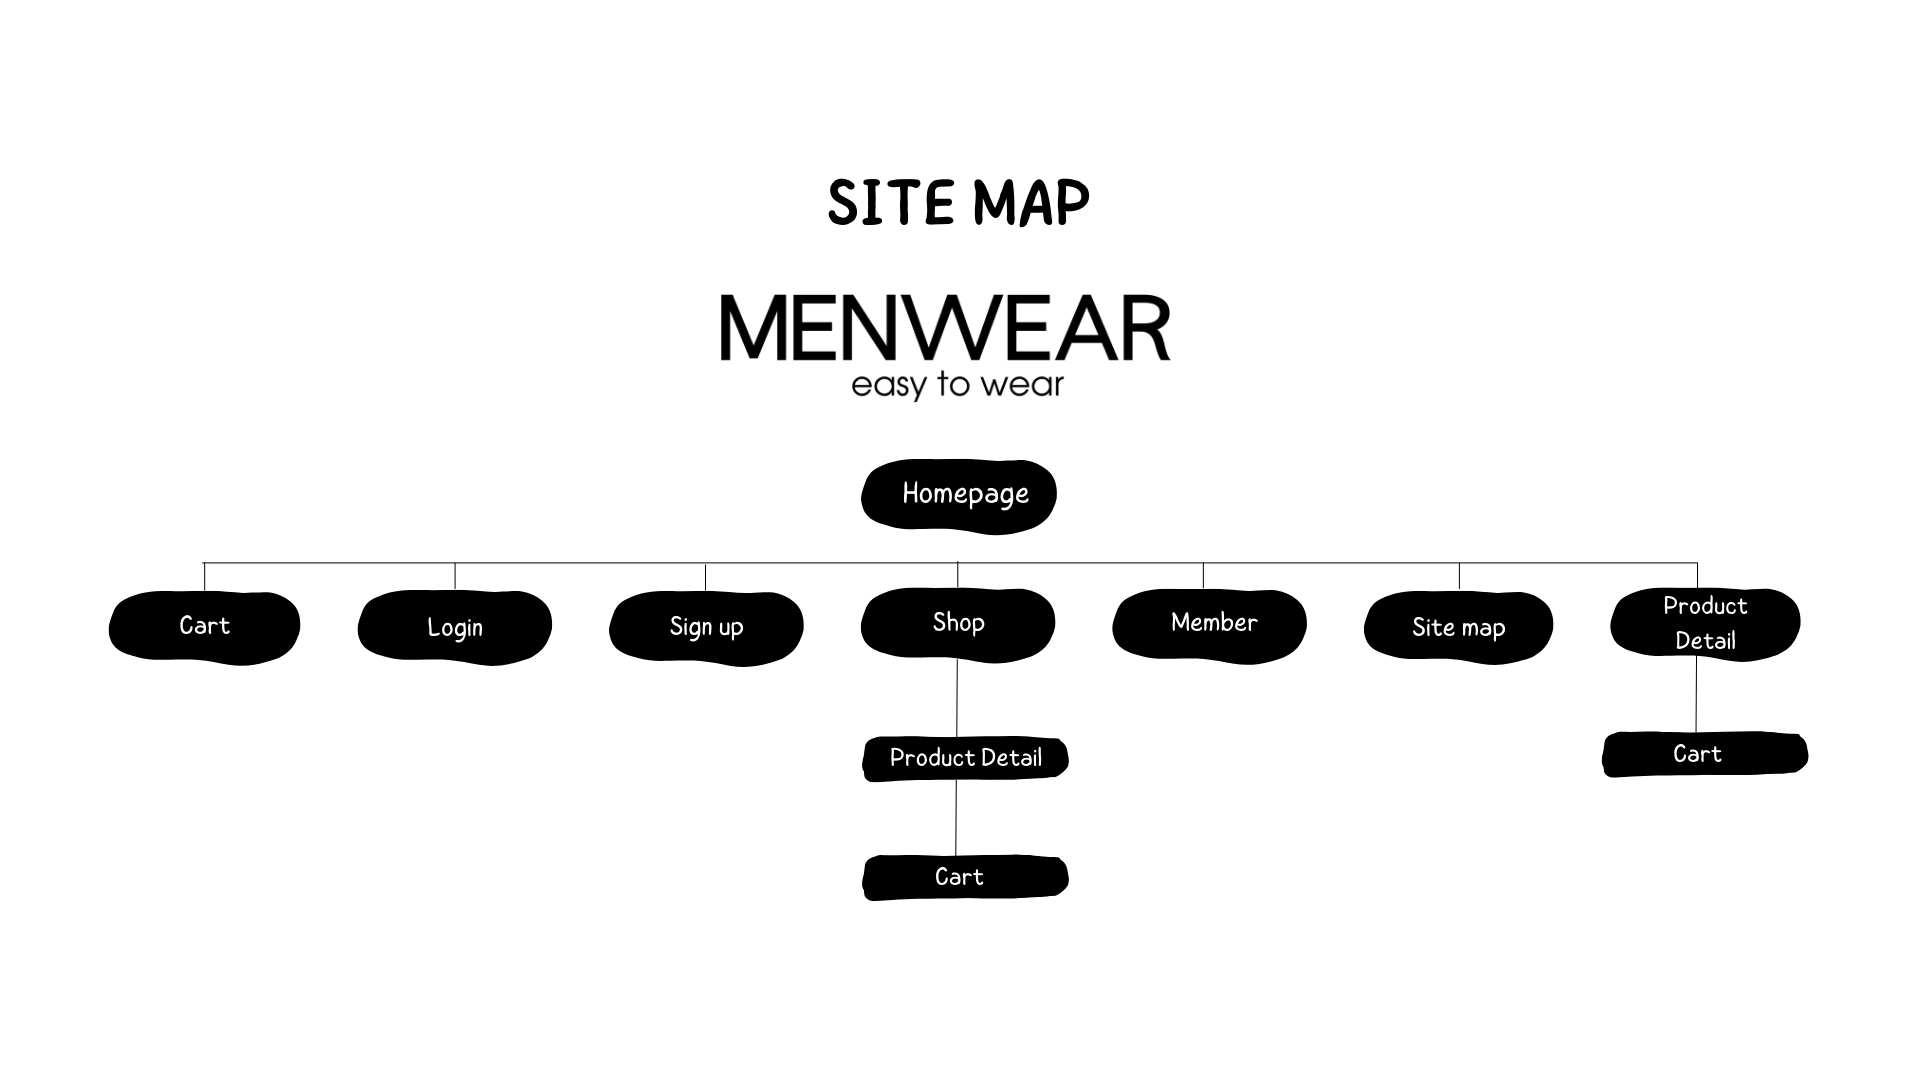 SITE MAP
MENWEAR
easy to wear
Homepage
Cart
Login
Sign up
Shop
Member
Site map
Product
Detail
Product Detail
Cart
Cart